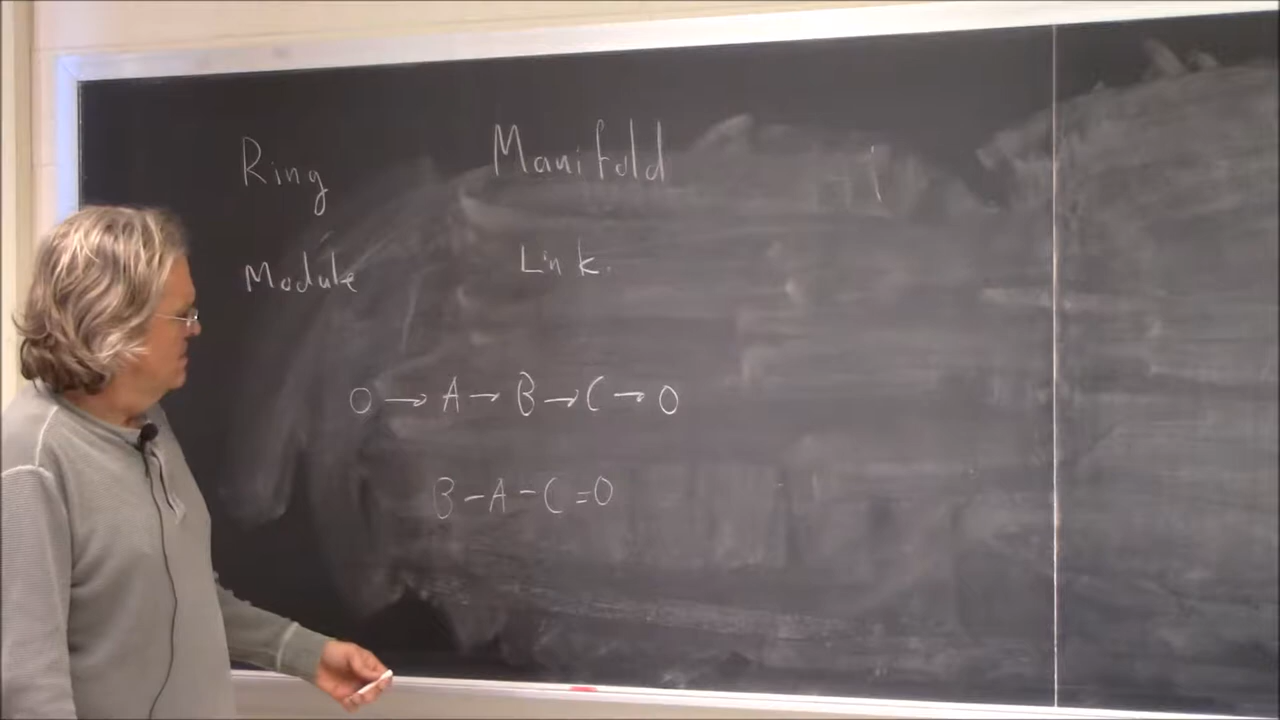 Ring Manifold
Module Link.
0 → A → B → C → 0
B - A - C = 0